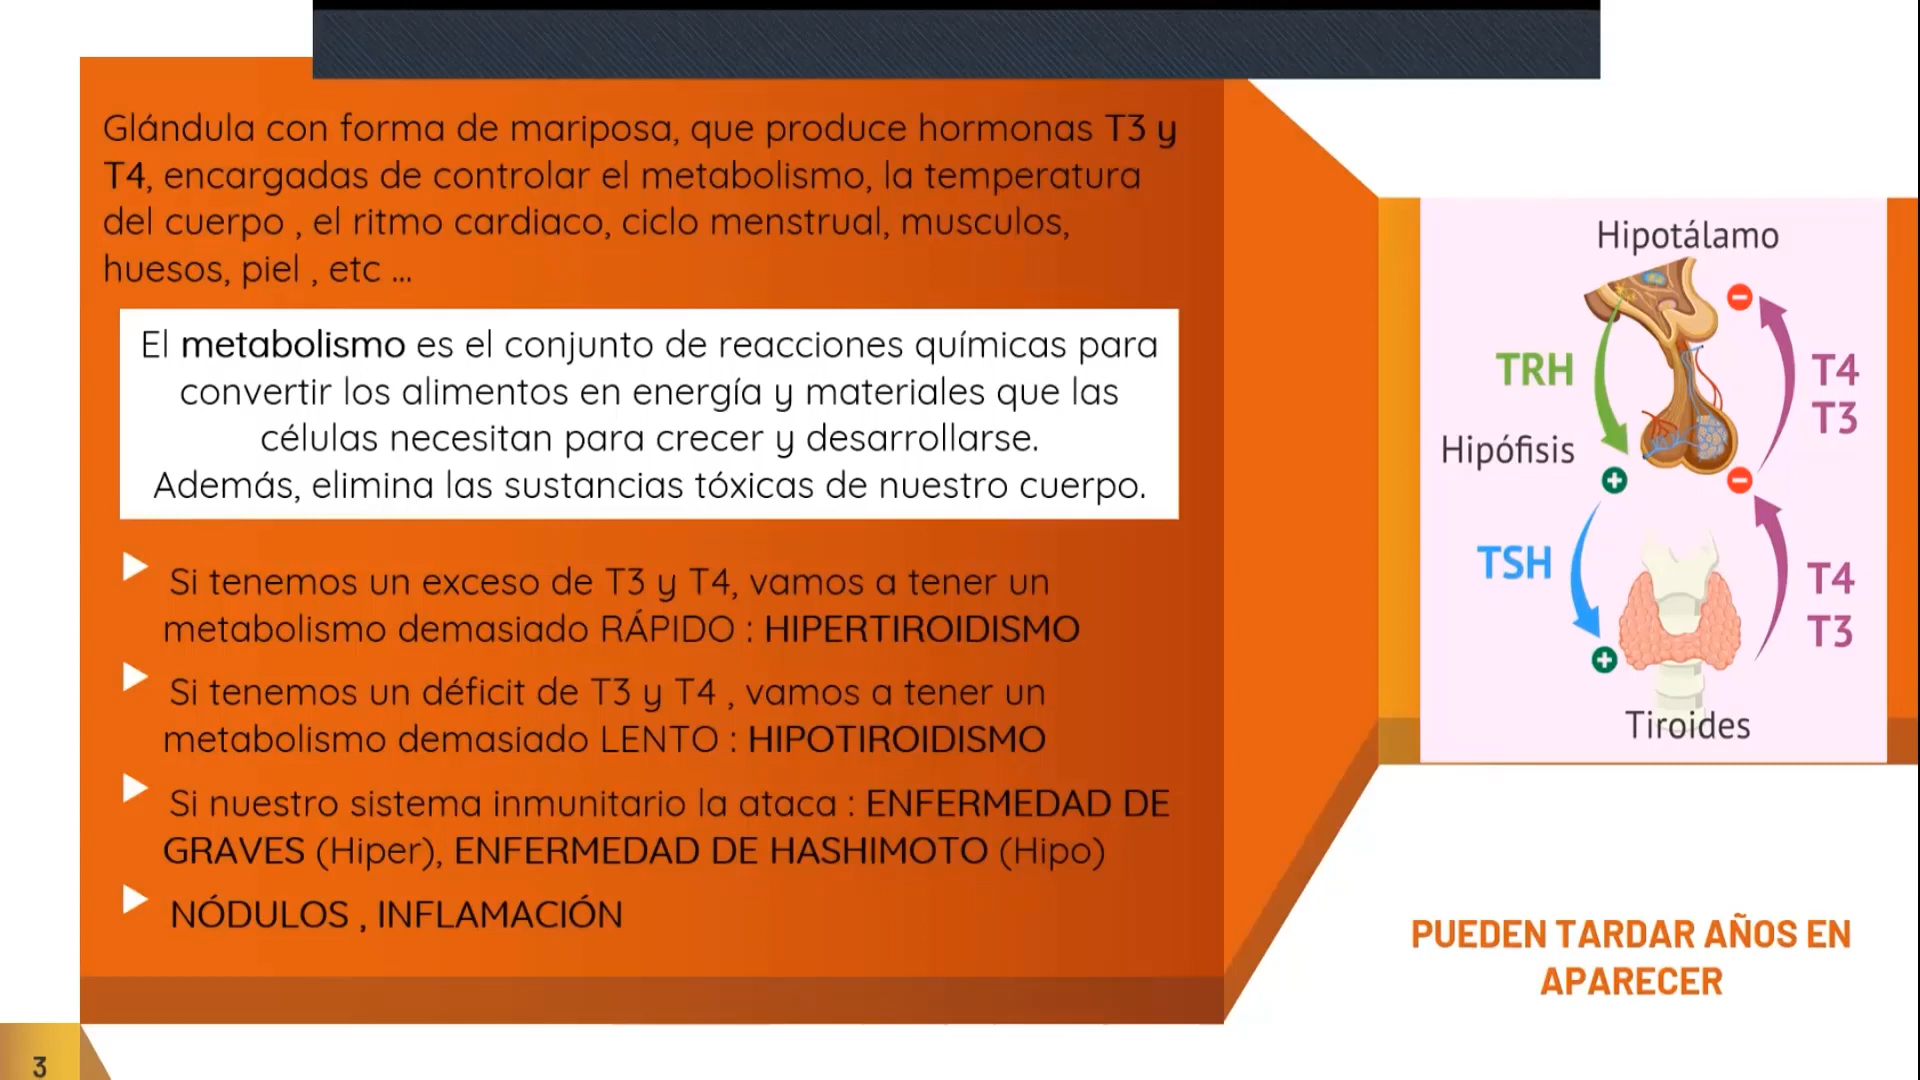 Glándula con forma de mariposa, que produce hormonas T3 y
T4, encargadas de controlar el metabolismo, la temperatura
del cuerpo , el ritmo cardiaco, ciclo menstrual, musculos,
huesos, piel , etc ...
El metabolismo es el conjunto de reacciones químicas para
convertir los alimentos en energía y materiales que las
células necesitan para crecer y desarrollarse.
Además, elimina las sustancias tóxicas de nuestro cuerpo.
Si tenemos un exceso de T3 y T4, vamos a tener un
metabolismo demasiado RÁPIDO : HIPERTIROIDISMO
Si tenemos un déficit de T3 y T4 , vamos a tener un
metabolismo demasiado LENTO : HIPOTIROIDISMO
Si nuestro sistema inmunitario la ataca : ENFERMEDAD DE
GRAVES (Hiper), ENFERMEDAD DE HASHIMOTO (Hipo)
NÓDULOS , INFLAMACIÓN
Hipotálamo
TRH
T4
T3
Hipófisis
TSH
T4
T3
Tiroides
PUEDEN TARDAR AÑOS EN
APARECER
3